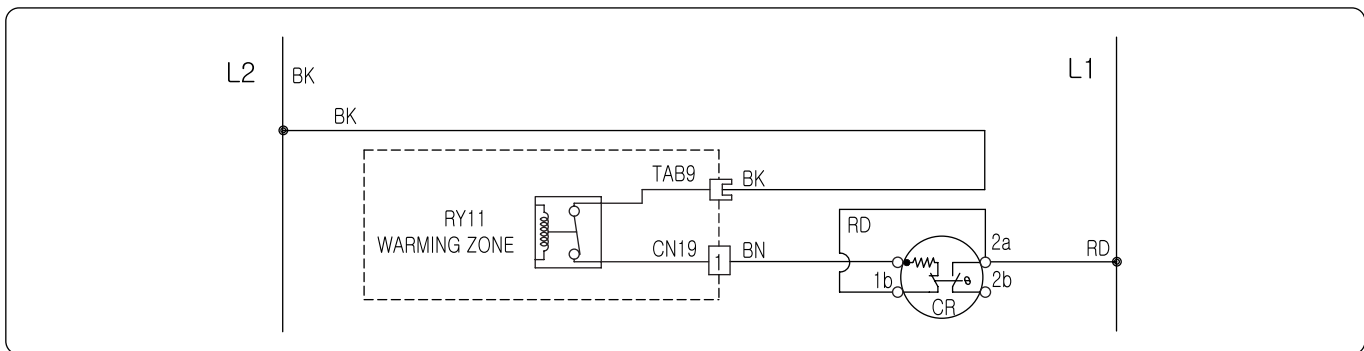 L2
BK
L1
BK
TAB9
BK
RY11
WARMING ZONE
RD
2a
RD
CN19
1
BN
1b
2b
CR